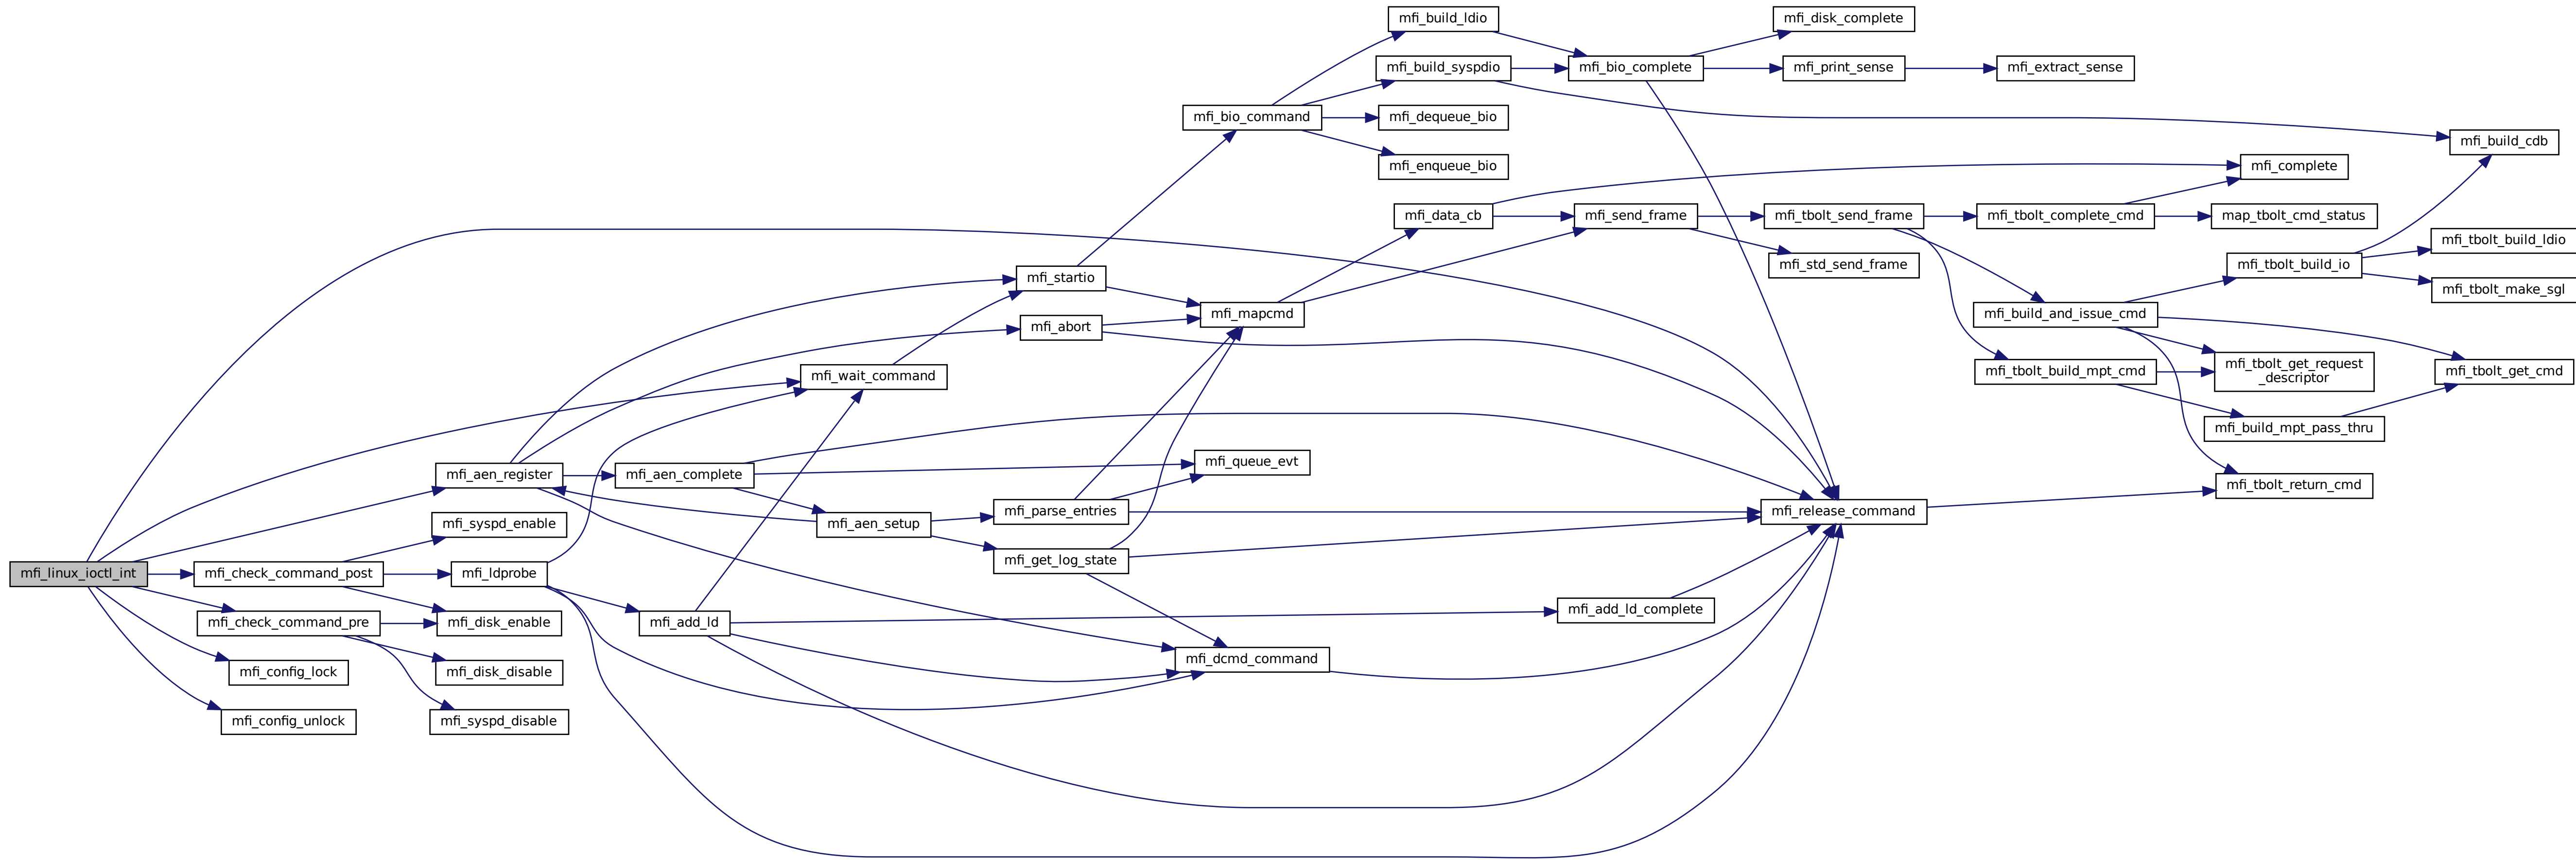 mfi_build_ldio
mfi_disk_complete
mfi_build_syspdio
mfi_bio_complete
mfi_print_sense
mfi_extract_sense
mfi_bio_command
mfi_dequeue_bio
mfi_build_cdb
mfi_enqueue_bio
mfi_complete
mfi_data_cb
mfi_send_frame
mfi_tbolt_send_frame
mfi_tbolt_complete_cmd
map_tbolt_cmd_status
mfi_tbolt_build_ldio
mfi_std_send_frame
mfi_tbolt_build_io
mfi_startio
mfi_tbolt_make_sgl
mfi_mapcmd
mfi_build_and_issue_cmd
mfi_abort
mfi_wait_command
mfi_tbolt_build_mpt_cmd
mfi_tbolt_get_request
_descriptor
mfi_tbolt_get_cmd
mfi_build_mpt_pass_thru
mfi_aen_register
mfi_aen_complete
mfi_queue_evt
mfi_tbolt_return_cmd
mfi_syspd_enable
mfi_aen_setup
mfi_parse_entries
mfi_release_command
mfi_get_log_state
mfi_linux_ioctl_int
mfi_check_command_post
mfi_ldprobe
mfi_add_ld_complete
mfi_check_command_pre
mfi_disk_enable
mfi_add_ld
mfi_dcmd_command
mfi_config_lock
mfi_disk_disable
mfi_config_unlock
mfi_syspd_disable